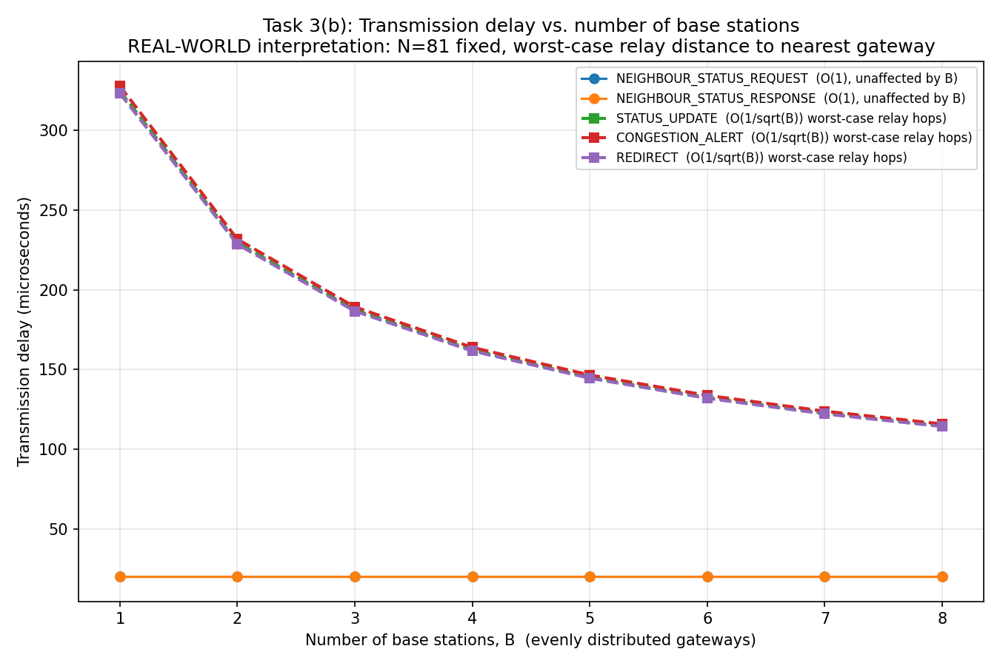 Task 3(b): Transmission delay vs. number of base stations
REAL-WORLD interpretation: N=81 fixed, worst-case relay distance to nearest gateway
NEIGHBOUR_STATUS_REQUEST (O(1), unaffected by B)
NEIGHBOUR_STATUS_RESPONSE (O(1), unaffected by B)
STATUS_UPDATE (O(1/sqrt(B)) worst-case relay hops)
CONGESTION_ALERT (O(1/sqrt(B)) worst-case relay hops)
REDIRECT (O(1/sqrt(B)) worst-case relay hops)
Transmission delay (microseconds)
300
250
200
150
100
50
1 2 3 4 5 6 7 8
Number of base stations, B (evenly distributed gateways)